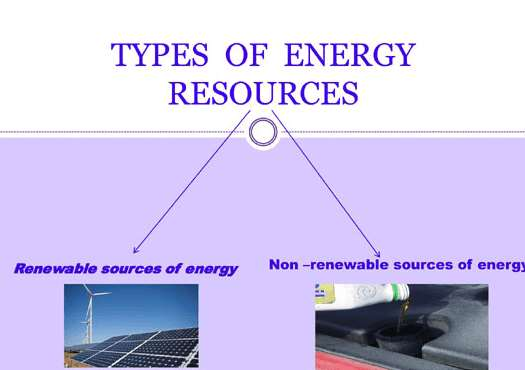 TYPES OF ENERGY
RESOURCES
Renewable sources of energy
Non –renewable sources of energy